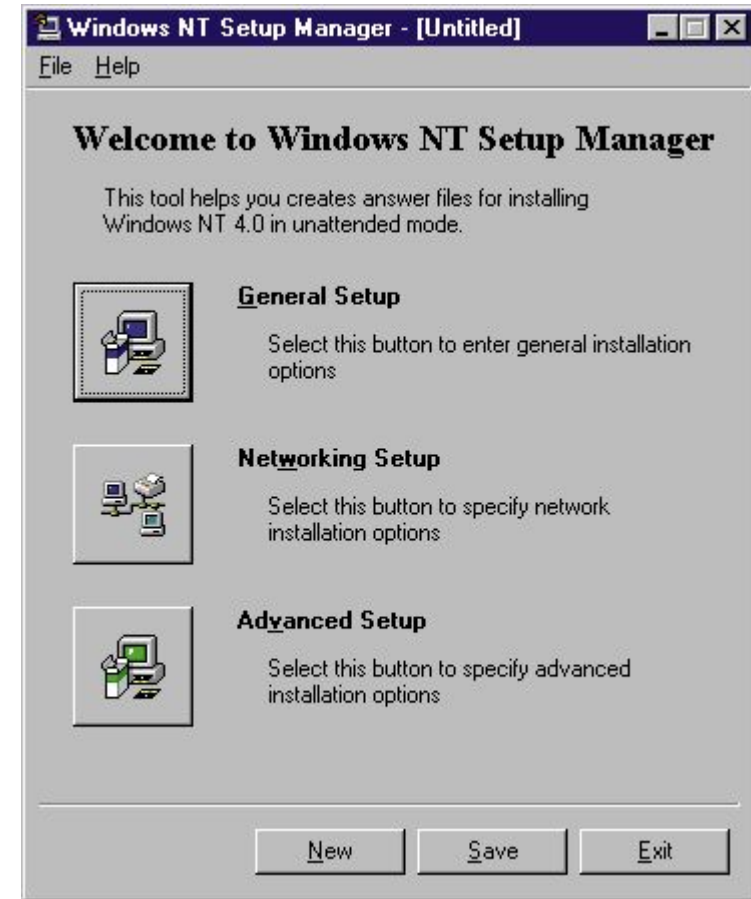 Windows NT Setup Manager - [Untitled]
File Help
Welcome to Windows NT Setup Manager
This tool helps you creates answer files for installing
Windows NT 4.0 in unattended mode.
General Setup
Select this button to enter general installation
options
Networking Setup
Select this button to specify network
installation options
Advanced Setup
Select this button to specify advanced
installation options
New Save Exit